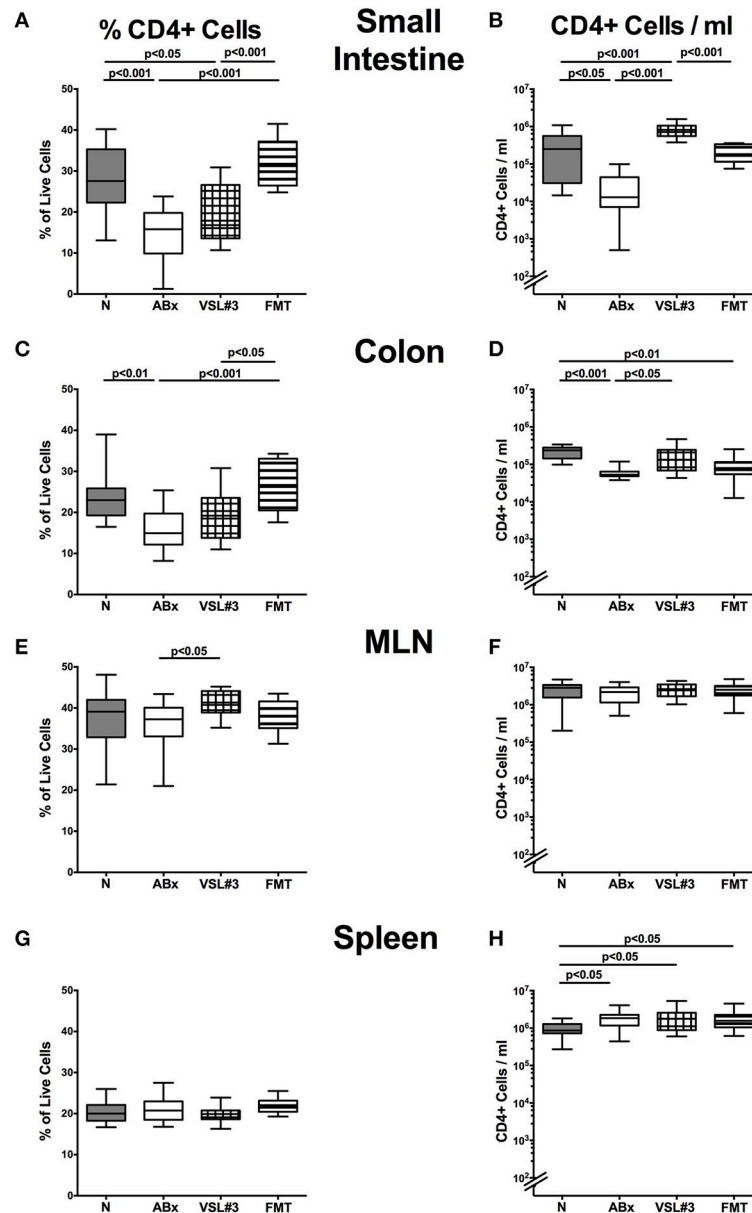 A
% CD4+ Cells
Small
Intestine
B
CD4+ Cells / ml
p<0.05
p<0.001
p<0.001
p<0.001
% of Live Cells
50
40
30
20
10
0
N
ABx
VSL#3
FMT
p<0.001
p<0.001
p<0.05
p<0.001
CD4+ Cells / ml
10⁷
10⁶
10⁵
10⁴
10³
10²
N
ABx
VSL#3
FMT
C
Colon
D
p<0.05
p<0.01
p<0.001
% of Live Cells
50
40
30
20
10
0
N
ABx
VSL#3
FMT
p<0.01
p<0.001
p<0.05
CD4+ Cells / ml
10⁷
10⁶
10⁵
10⁴
10³
10²
N
ABx
VSL#3
FMT
E
MLN
F
p<0.05
% of Live Cells
50
40
30
20
10
0
N
ABx
VSL#3
FMT
CD4+ Cells / ml
10⁷
10⁶
10⁵
10⁴
10³
10²
N
ABx
VSL#3
FMT
G
Spleen
H
% of Live Cells
50
40
30
20
10
0
N
ABx
VSL#3
FMT
p<0.05
p<0.05
p<0.05
CD4+ Cells / ml
10⁷
10⁶
10⁵
10⁴
10³
10²
N
ABx
VSL#3
FMT